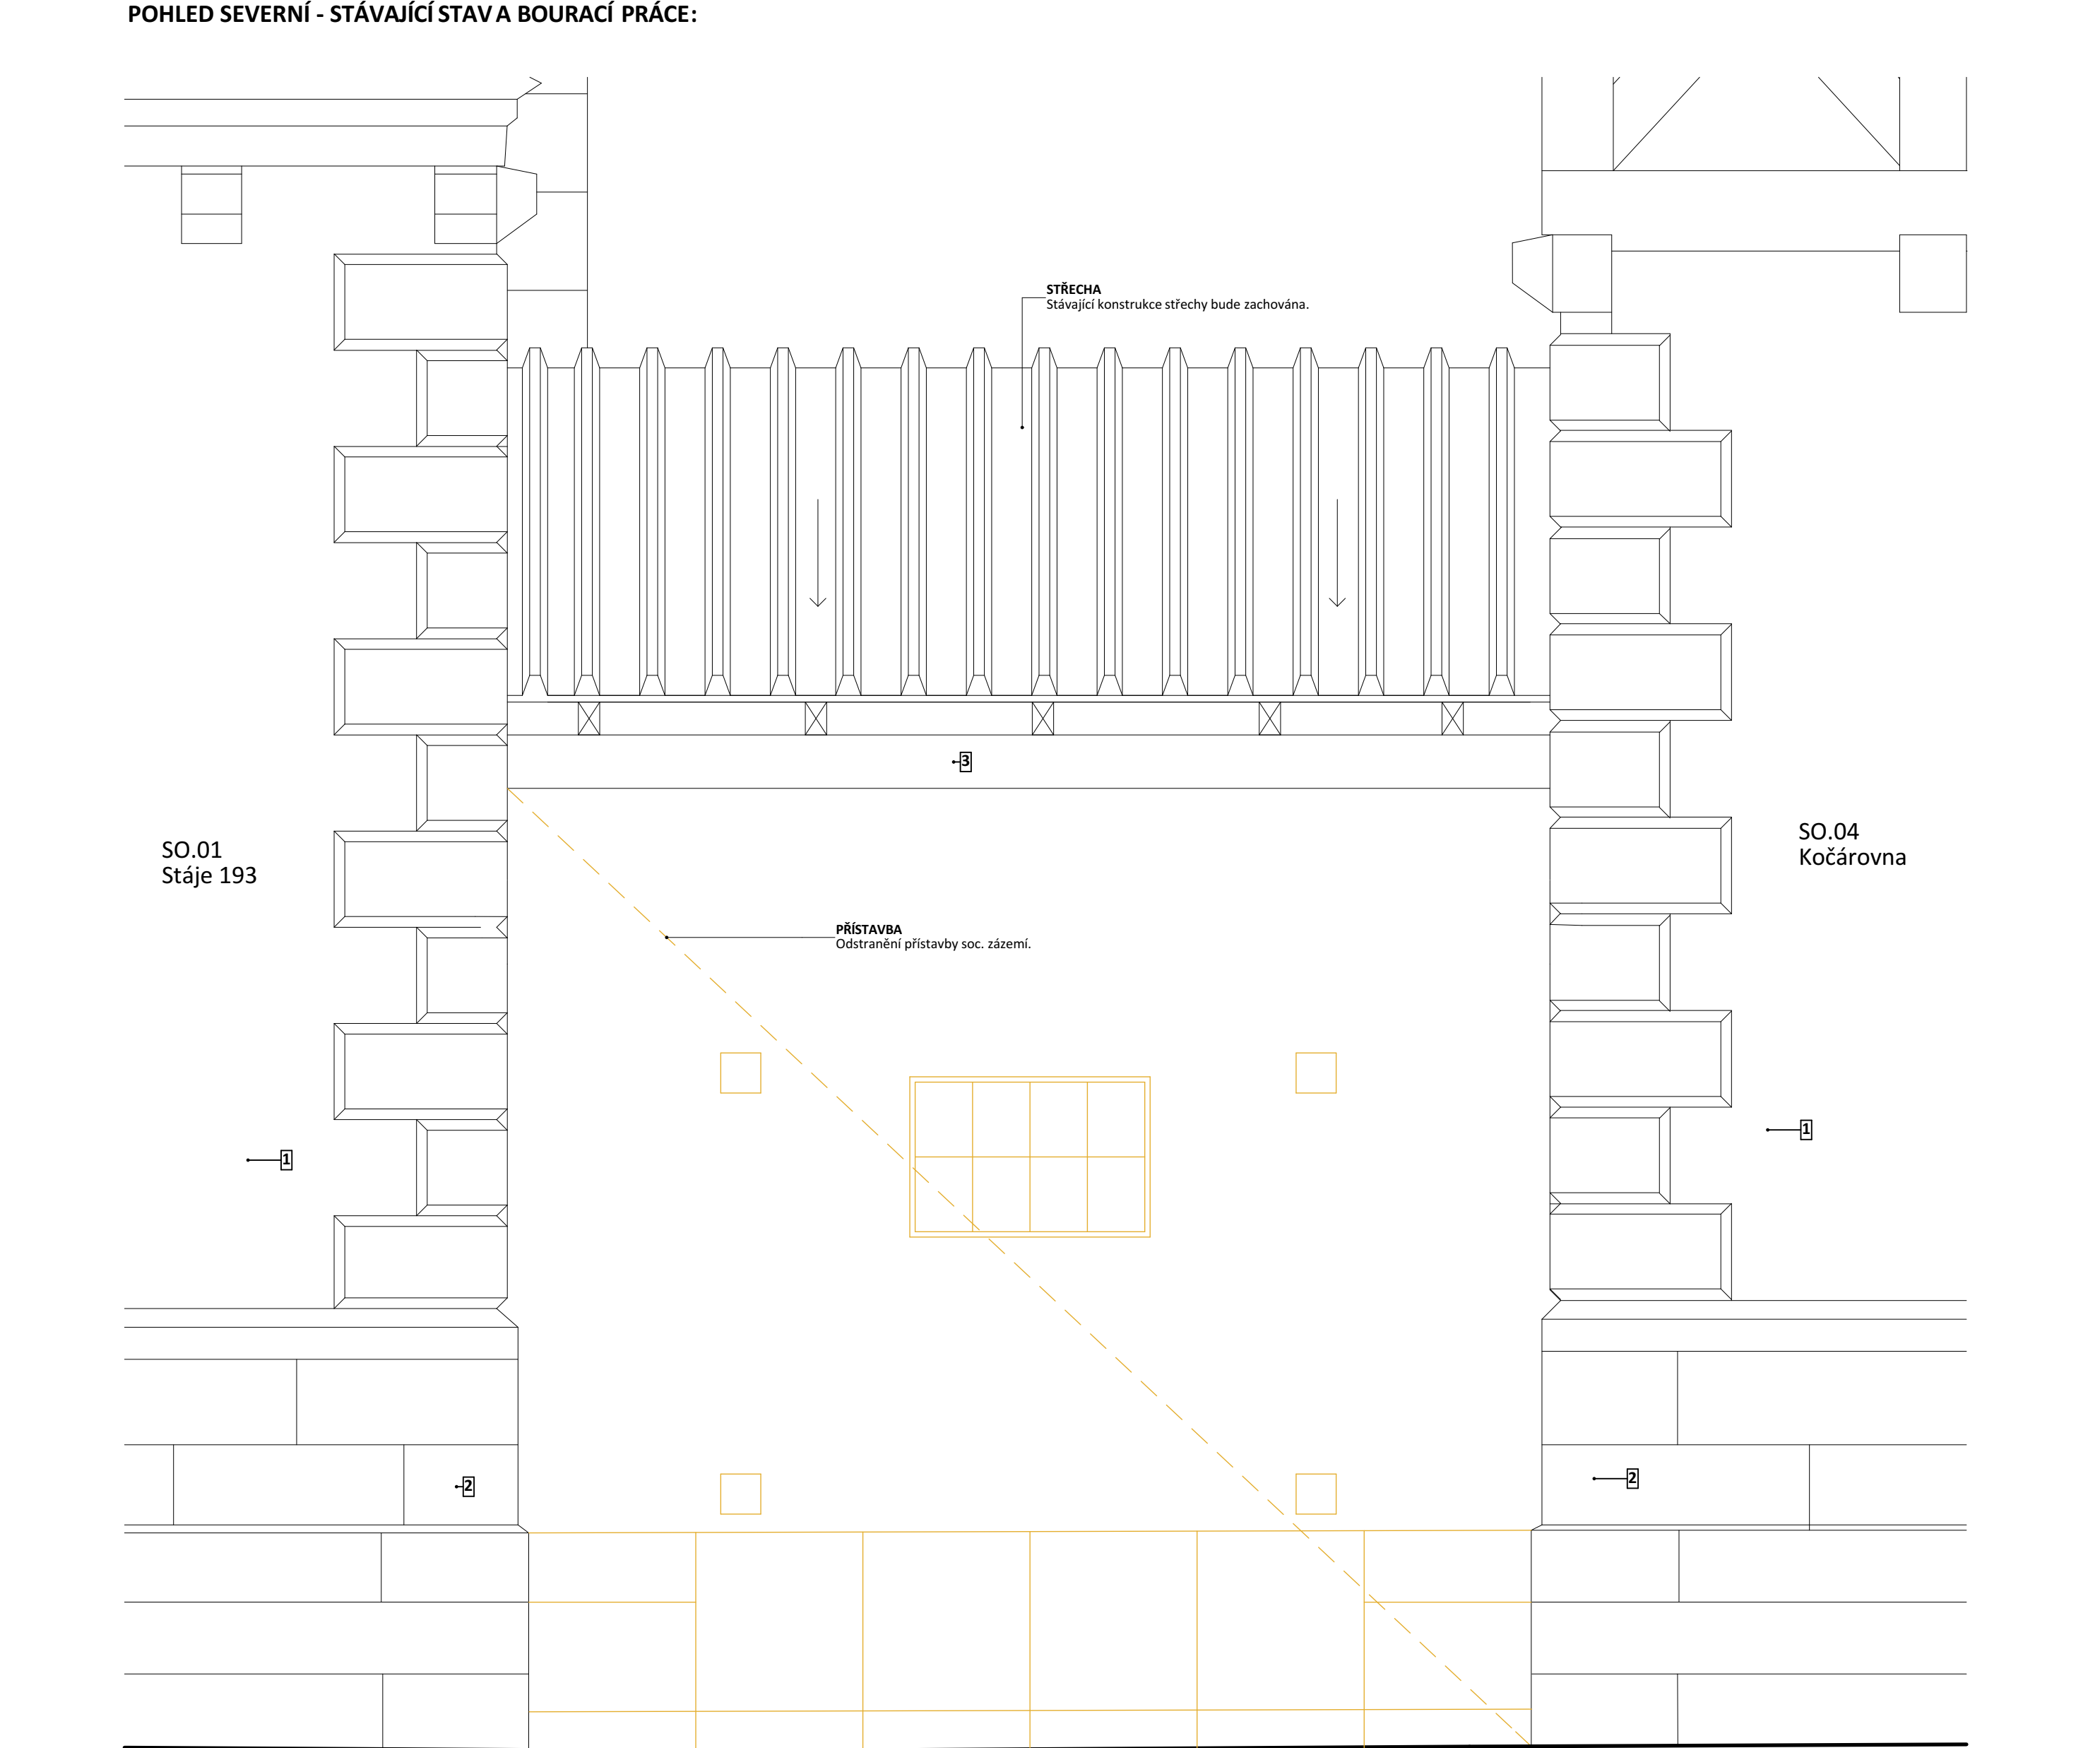 POHLED SEVERNÍ - STÁVAJÍCÍ STAV A BOURACÍ PRÁCE:
STŘECHA
Stávající konstrukce střechy bude zachována.
3
SO.01
Stáje 193
SO.04
Kočárovna
PŘÍSTAVBA
Odstranění přístavby soc. zázemí.
1
1
2
2